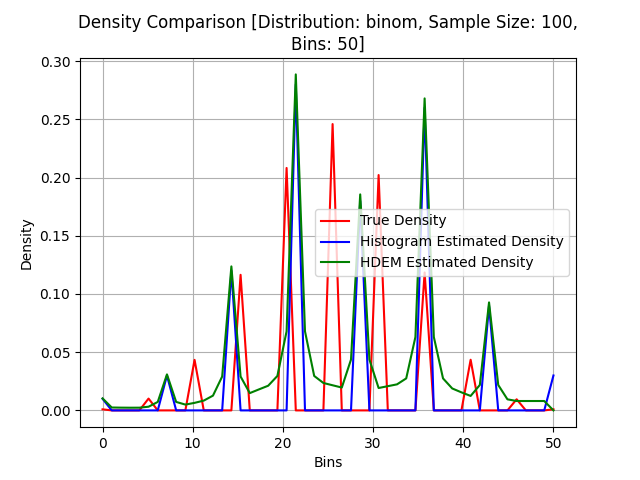 Density Comparison [Distribution: binom, Sample Size: 100,
Bins: 50]
0.30
0.25
0.20
0.15
0.10
0.05
0.00
Density
True Density
Histogram Estimated Density
HDEM Estimated Density
0 10 20 30 40 50
Bins